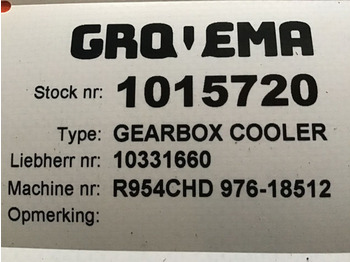 GRO'EMA
Stock nr: 1015720
Type: GEARBOX COOLER
Liebherr nr: 10331660
Machine nr: R954CHD 976-18512
Opmerking: